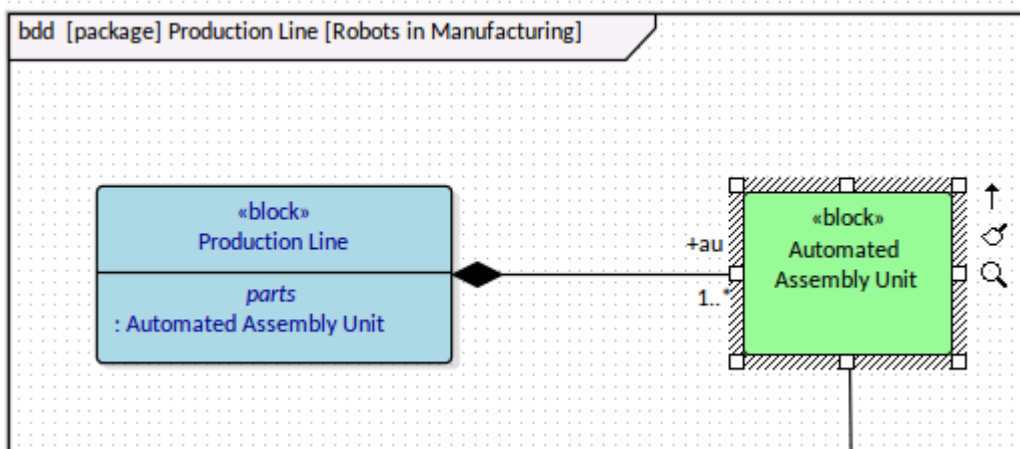 bdd [package] Production Line [Robots in Manufacturing]
«block»
Production Line
parts
: Automated Assembly Unit
+au
1..*
«block»
Automated
Assembly Unit